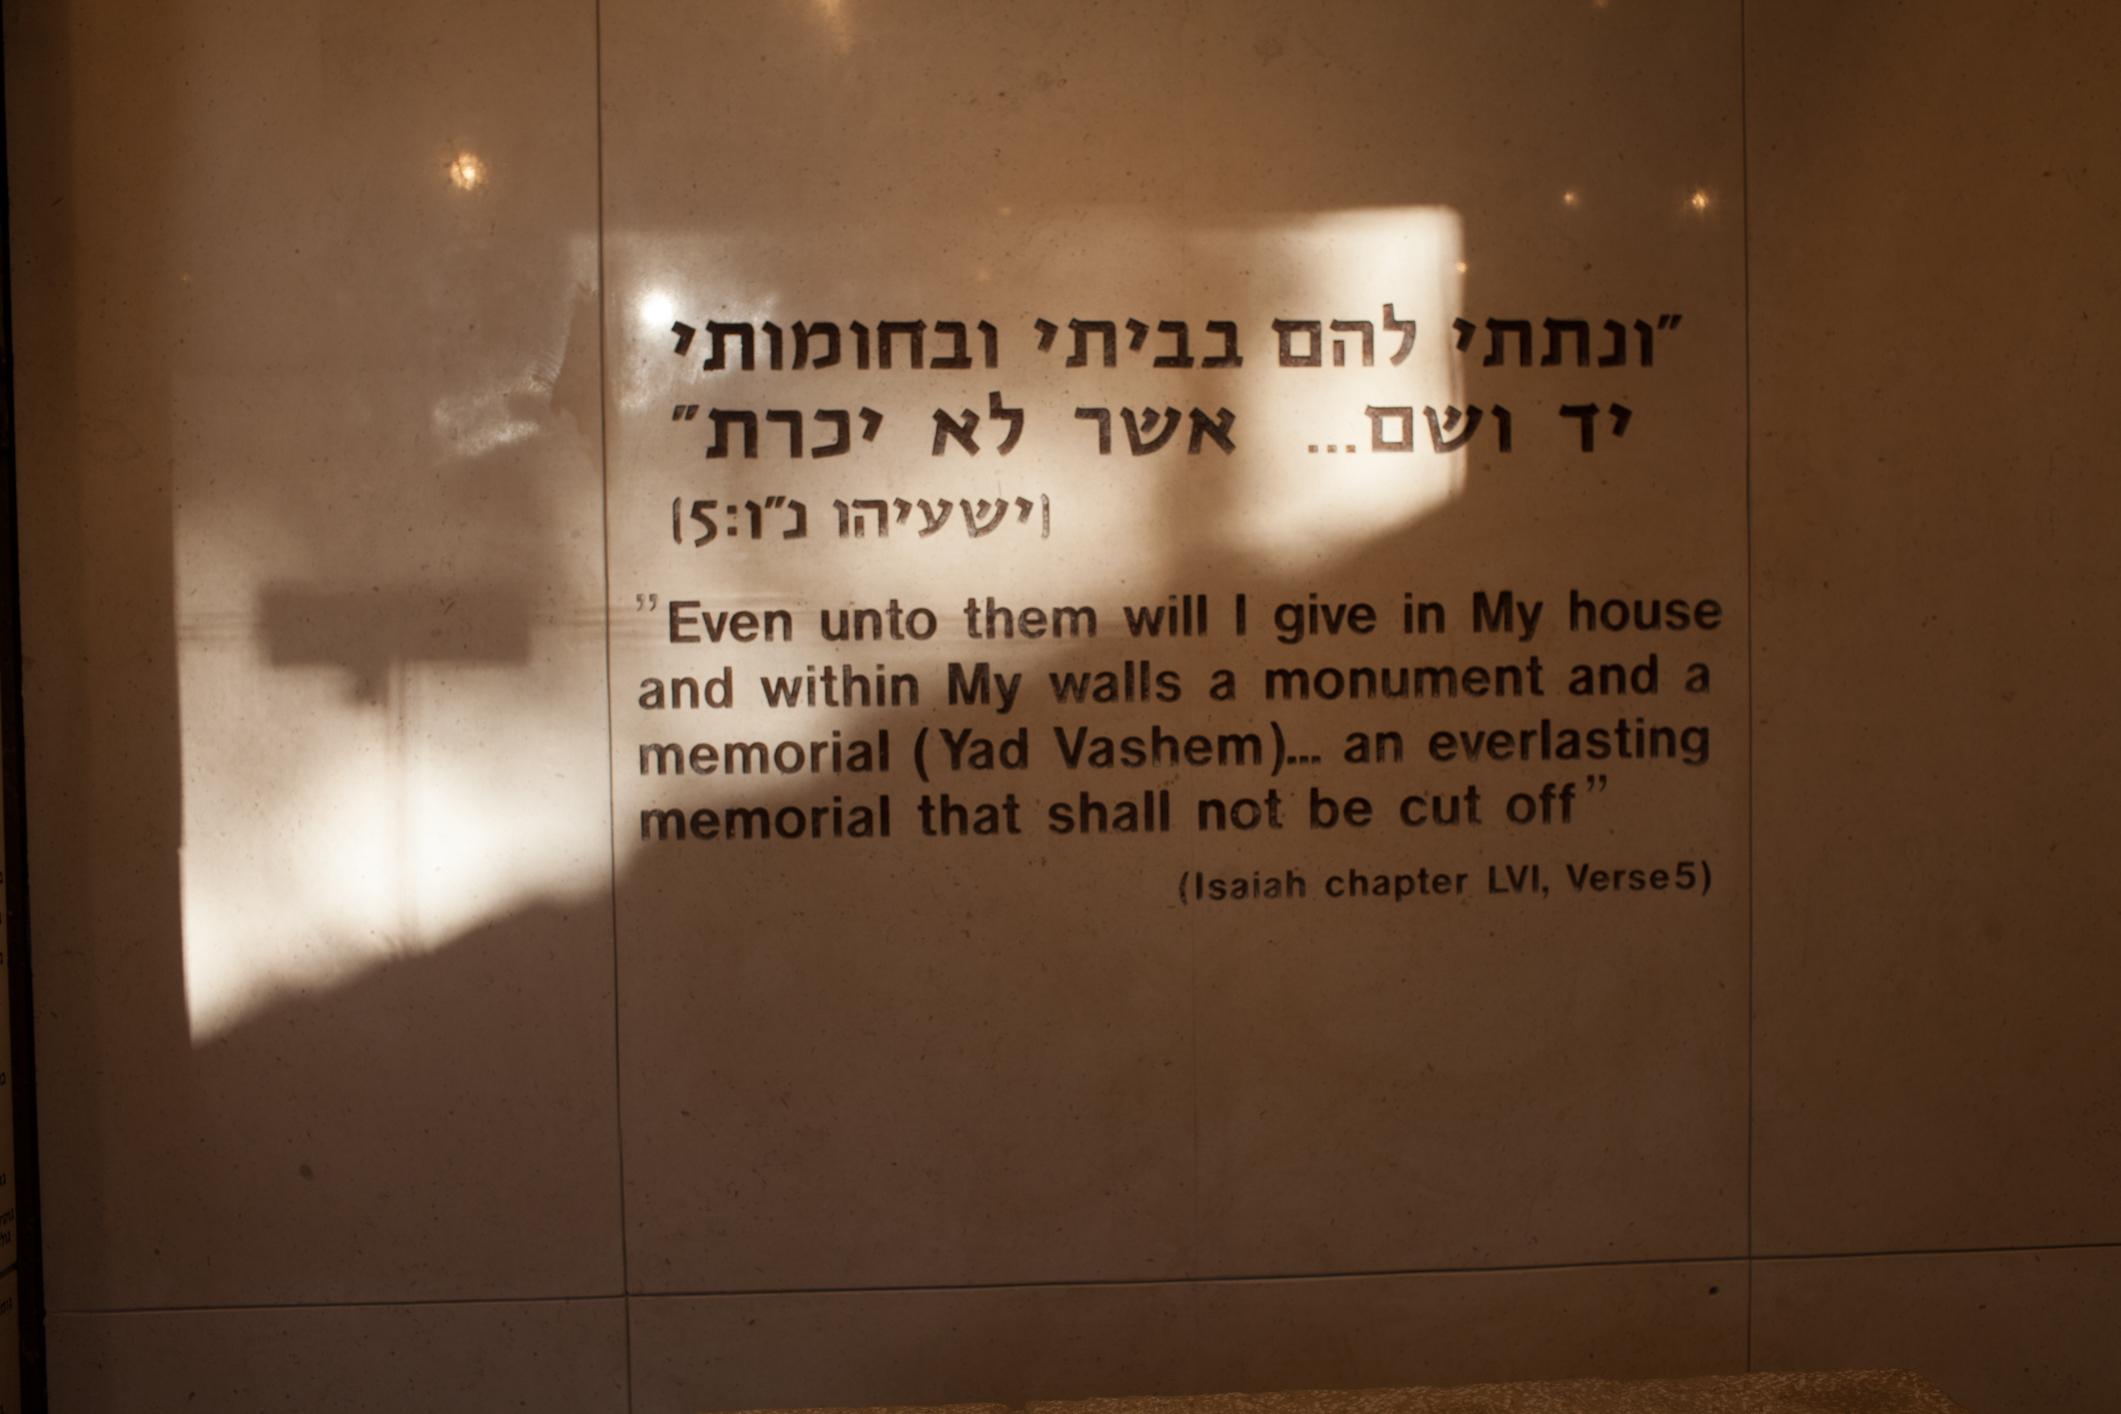 "ונתתי להם בביתי ובחומותי
יד ושם... אשר לא יכרת"
(ישעיהו נ"ו:5)
”Even unto them will I give in My house
and within My walls a monument and a
memorial (Yad Vashem)... an everlasting
memorial that shall not be cut off”
(Isaiah chapter LVI, Verse5)